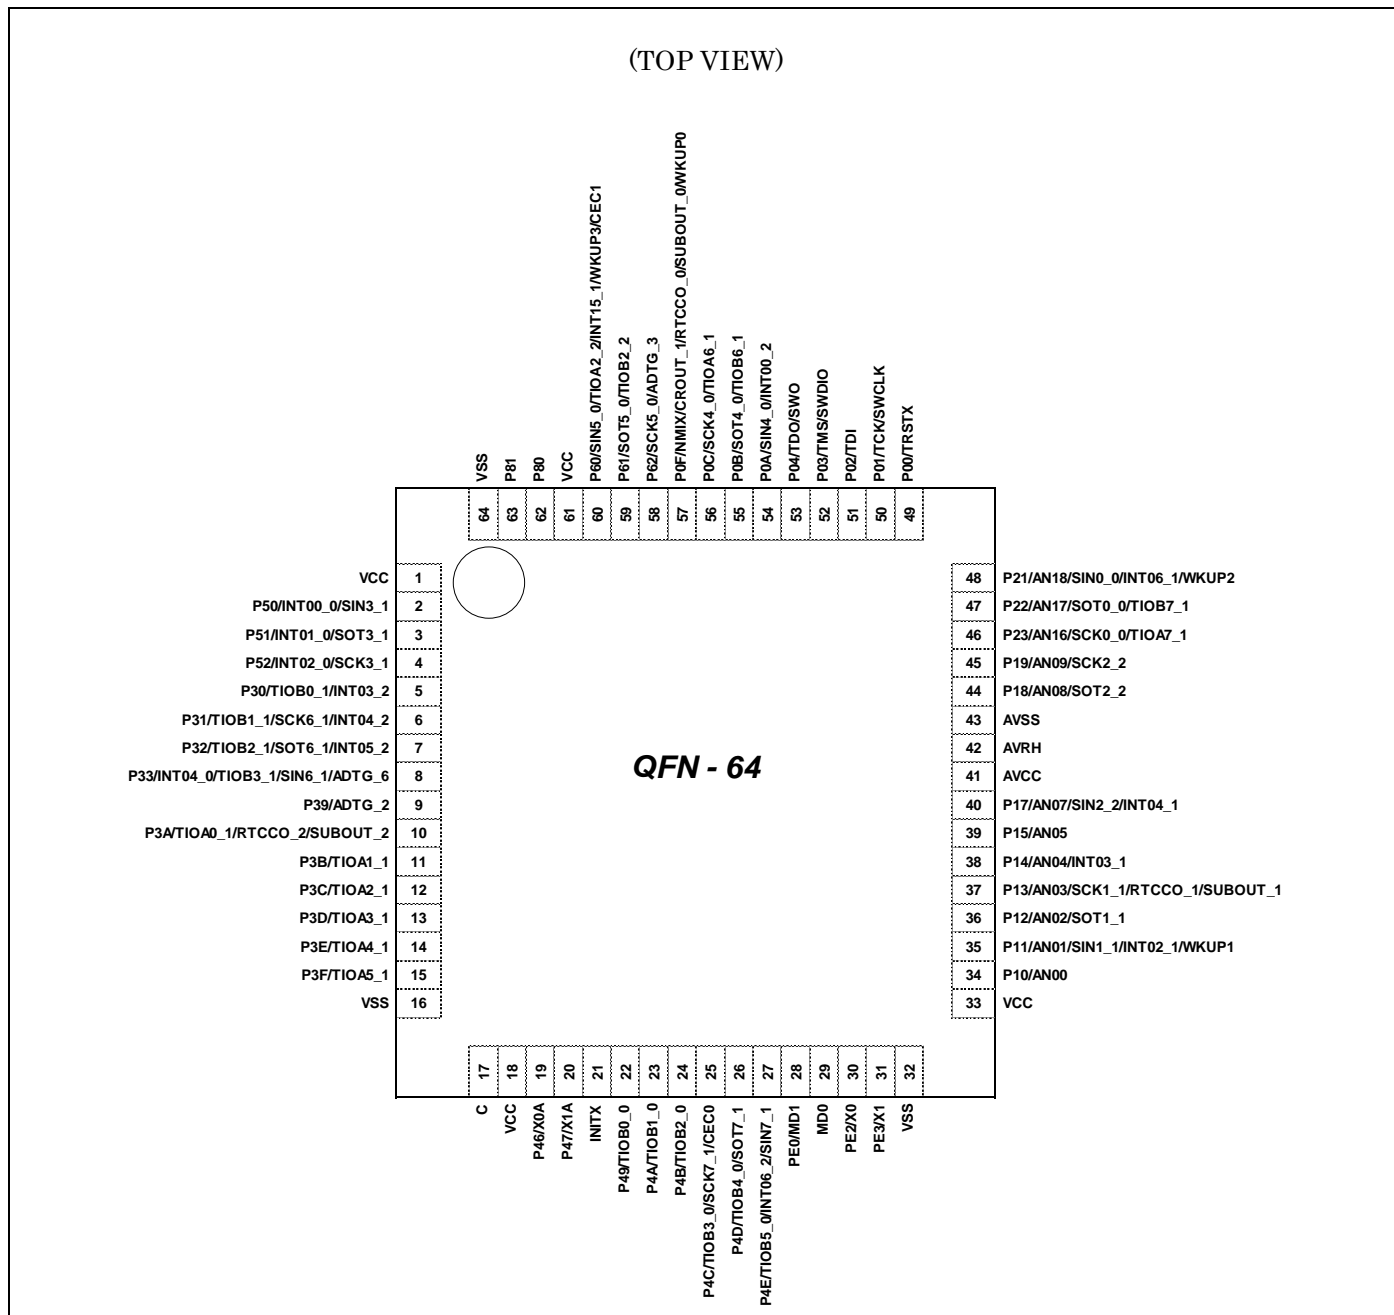 (TOP VIEW)
VSS
P81
P80
VCC
P60/SIN5_0/TIOA2_2/INT15_1/WKUP3/CEC1
P61/SOT5_0/TIOB2_2
P62/SCK5_0/ADTG_3
P0F/NMIX/CROUT_1/RTCCO_0/SUBOUT_0/WKUP0
P0C/SCK4_0/TIOA6_1
P0B/SOT4_0/TIOB6_1
P0A/SIN4_0/INT00_2
P04/TDO/SWO
P03/TMS/SWDIO
P02/TDI
P01/TCK/SWCLK
P00/TRSTX
64 63 62 61 60 59 58 57 56 55 54 53 52 51 50 49
VCC 1
P50/INT00_0/SIN3_1 2
P51/INT01_0/SOT3_1 3
P52/INT02_0/SCK3_1 4
P30/TIOB0_1/INT03_2 5
P31/TIOB1_1/SCK6_1/INT04_2 6
P32/TIOB2_1/SOT6_1/INT05_2 7
P33/INT04_0/TIOB3_1/SIN6_1/ADTG_6 8
P39/ADTG_2 9
P3A/TIOA0_1/RTCCO_2/SUBOUT_2 10
P3B/TIOA1_1 11
P3C/TIOA2_1 12
P3D/TIOA3_1 13
P3E/TIOA4_1 14
P3F/TIOA5_1 15
VSS 16
QFN - 64
48 P21/AN18/SIN0_0/INT06_1/WKUP2
47 P22/AN17/SOT0_0/TIOB7_1
46 P23/AN16/SCK0_0/TIOA7_1
45 P19/AN09/SCK2_2
44 P18/AN08/SOT2_2
43 AVSS
42 AVRH
41 AVCC
40 P17/AN07/SIN2_2/INT04_1
39 P15/AN05
38 P14/AN04/INT03_1
37 P13/AN03/SCK1_1/RTCCO_1/SUBOUT_1
36 P12/AN02/SOT1_1
35 P11/AN01/SIN1_1/INT02_1/WKUP1
34 P10/AN00
33 VCC
17 18 19 20 21 22 23 24 25 26 27 28 29 30 31 32
C
VCC
P46/X0A
P47/X1A
INITX
P49/TIOB0_0
P4A/TIOB1_0
P4B/TIOB2_0
P4C/TIOB3_0/SCK7_1/CEC0
P4D/TIOB4_0/SOT7_1
P4E/TIOB5_0/INT06_2/SIN7_1
PE0/MD1
MD0
PE2/X0
PE3/X1
VSS